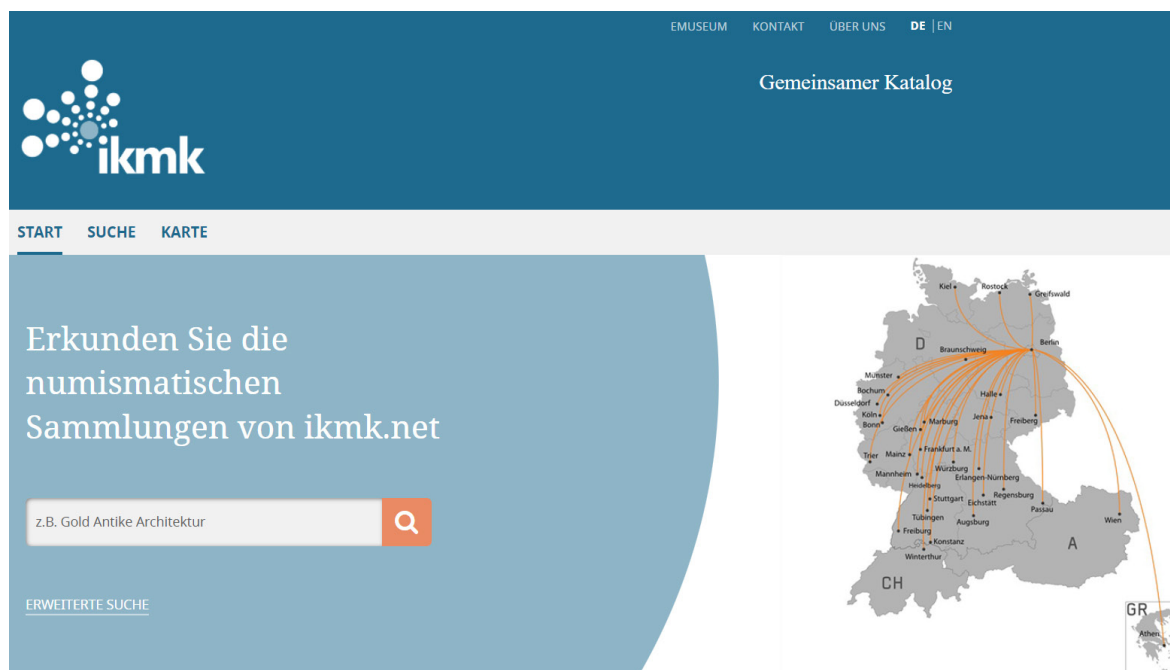 EMUSEUM KONTAKT ÜBER UNS DE | EN
Gemeinsamer Katalog
ikmk
START SUCHE KARTE
Erkunden Sie die
numismatischen
Sammlungen von ikmk.net
z.B. Gold Antike Architektur
ERWEITERTE SUCHE
Kiel
Rostock
Greifswald
D
Berlin
Braunschweig
Münster
Bochum
Düsseldorf
Halle
Köln
Bonn
Marburg
Jena
Freiberg
Gießen
Trier
Mainz
Frankfurt a. M.
Würzburg
Mannheim
Erlangen-Nürnberg
Heidelberg
Stuttgart
Eichstätt
Regensburg
Passau
Tübingen
Augsburg
Wien
Freiburg
Konstanz
A
Winterthur
CH
GR
Athen